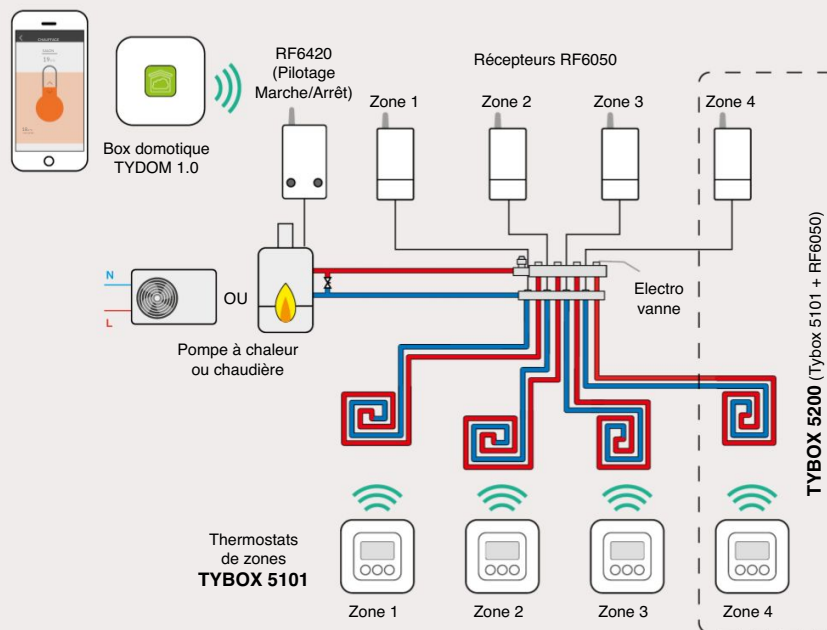 CHAUFFAGE
RF6420
(Pilotage
Marche/Arrêt)
Récepteurs RF6050
Zone 1
Zone 2
Zone 3
Zone 4
Box domotique
TYDOM 1.0
N
L
OU
Pompe à chaleur
ou chaudière
Electro
vanne
TYBOX 5200 (Tybox 5101 + RF6050)
Thermostats
de zones
TYBOX 5101
Zone 1
Zone 2
Zone 3
Zone 4